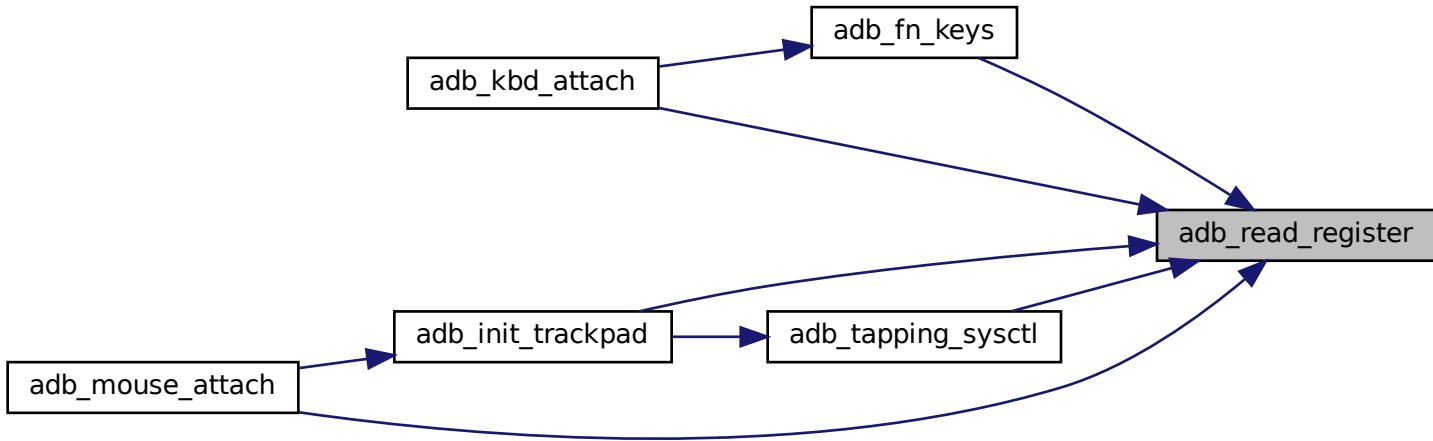 adb_fn_keys
adb_kbd_attach
adb_read_register
adb_init_trackpad
adb_tapping_sysctl
adb_mouse_attach